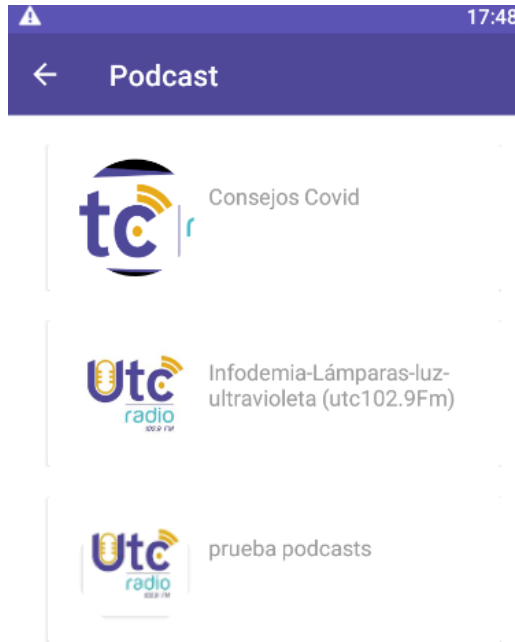 17:48
Podcast
tc
Consejos Covid
Utc
radio
Infodemia-Lámparas-luz-
ultravioleta (utc102.9Fm)
Utc
radio
prueba podcasts